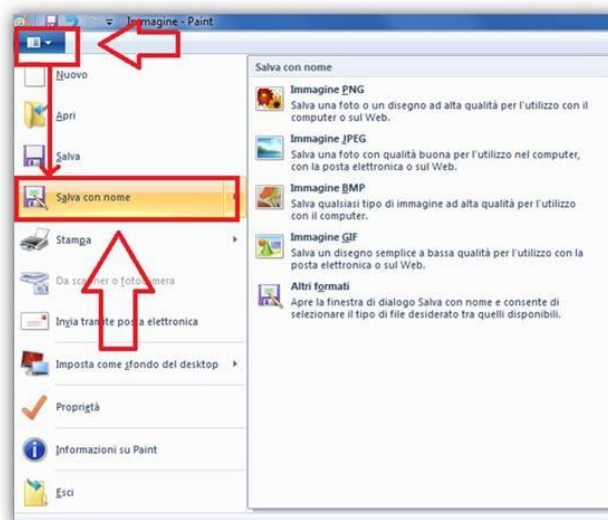 Immagine - Paint
Nuovo
Apri
Salva
Salva con nome
Stampa
Da scanner o fotocamera
Invia tramite posta elettronica
Imposta come sfondo del desktop
Proprietà
Informazioni su Paint
Esci
Salva con nome
Immagine PNG
Salva una foto o un disegno ad alta qualità per l'utilizzo con il
computer o sul Web.
Immagine JPEG
Salva una foto con qualità buona per l'utilizzo nel computer,
con la posta elettronica o sul Web.
Immagine BMP
Salva qualsiasi tipo di immagine ad alta qualità per l'utilizzo
con il computer.
Immagine GIF
Salva un disegno semplice a bassa qualità per l'utilizzo con la
posta elettronica o sul Web.
Altri formati
Apre la finestra di dialogo Salva con nome e consente di
selezionare il tipo di file desiderato tra quelli disponibili.